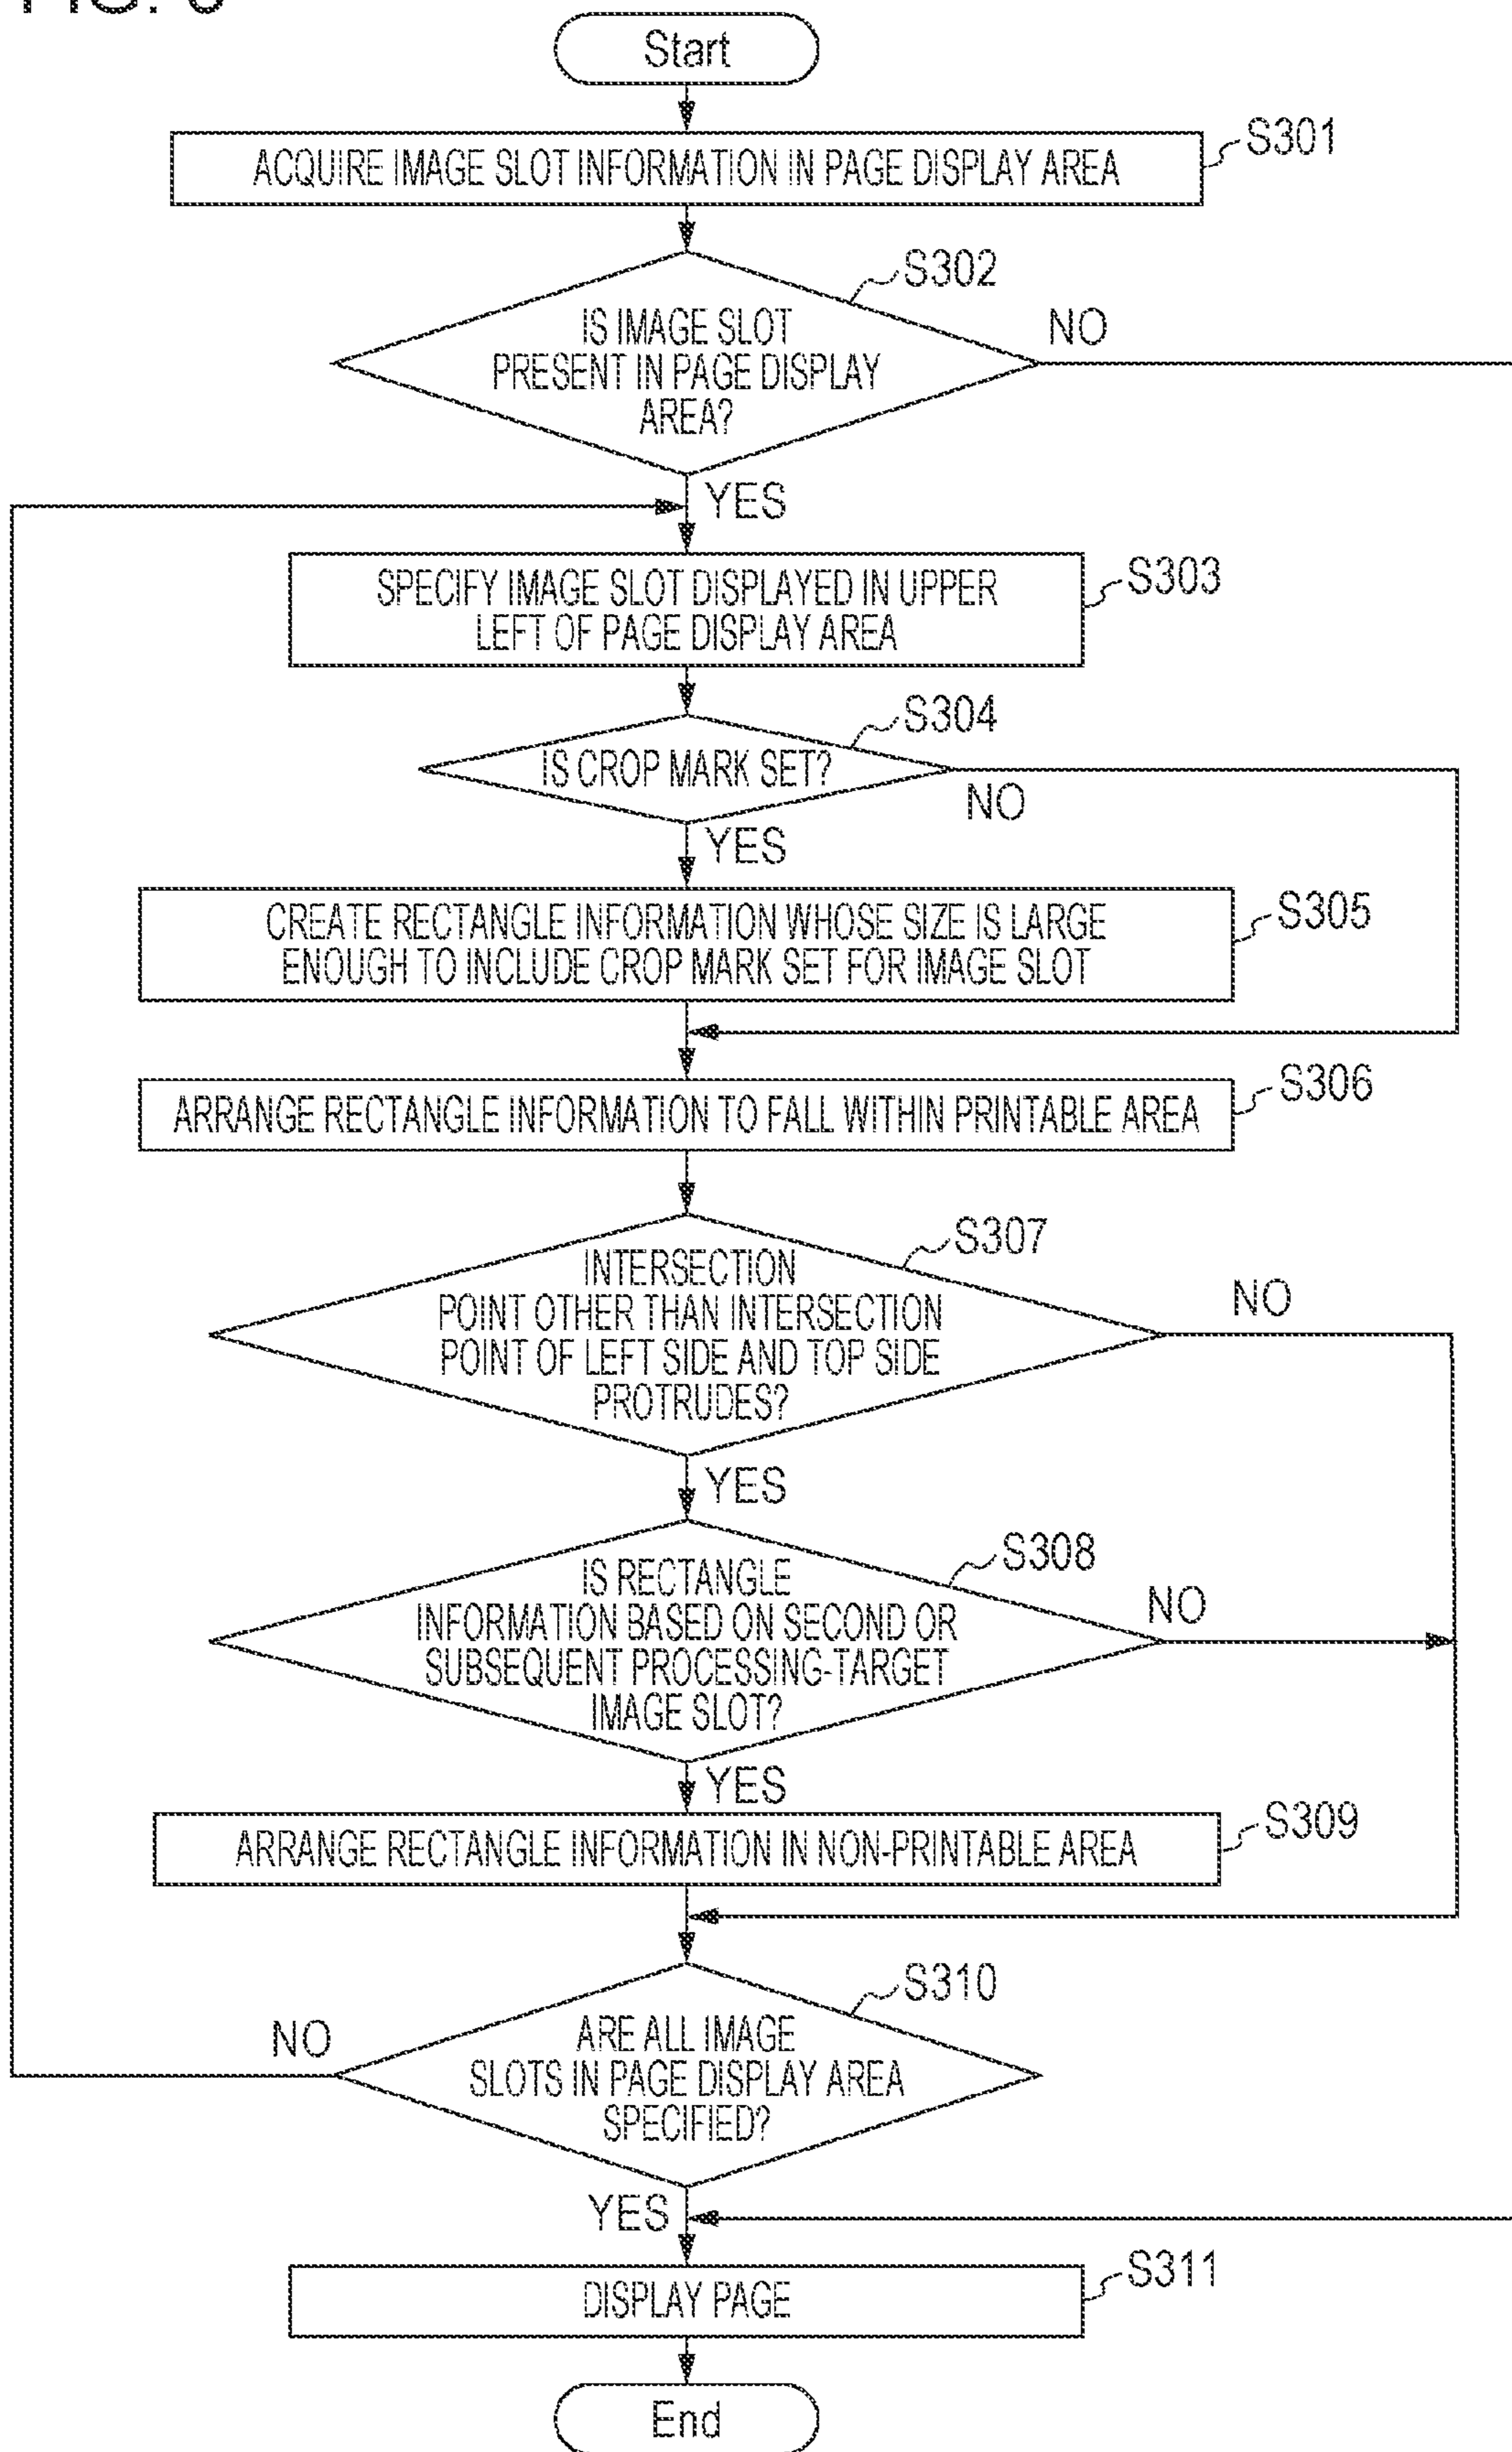 Start
ACQUIRE IMAGE SLOT INFORMATION IN PAGE DISPLAY AREA
S301
S302
IS IMAGE SLOT
PRESENT IN PAGE DISPLAY
AREA?
NO
YES
SPECIFY IMAGE SLOT DISPLAYED IN UPPER
LEFT OF PAGE DISPLAY AREA
S303
S304
IS CROP MARK SET?
NO
YES
CREATE RECTANGLE INFORMATION WHOSE SIZE IS LARGE
ENOUGH TO INCLUDE CROP MARK SET FOR IMAGE SLOT
S305
ARRANGE RECTANGLE INFORMATION TO FALL WITHIN PRINTABLE AREA
S306
S307
INTERSECTION
POINT OTHER THAN INTERSECTION
POINT OF LEFT SIDE AND TOP SIDE
PROTRUDES?
NO
YES
S308
IS RECTANGLE
INFORMATION BASED ON SECOND OR
SUBSEQUENT PROCESSING-TARGET
IMAGE SLOT?
NO
YES
ARRANGE RECTANGLE INFORMATION IN NON-PRINTABLE AREA
S309
S310
ARE ALL IMAGE
SLOTS IN PAGE DISPLAY AREA
SPECIFIED?
NO
YES
DISPLAY PAGE
S311
End